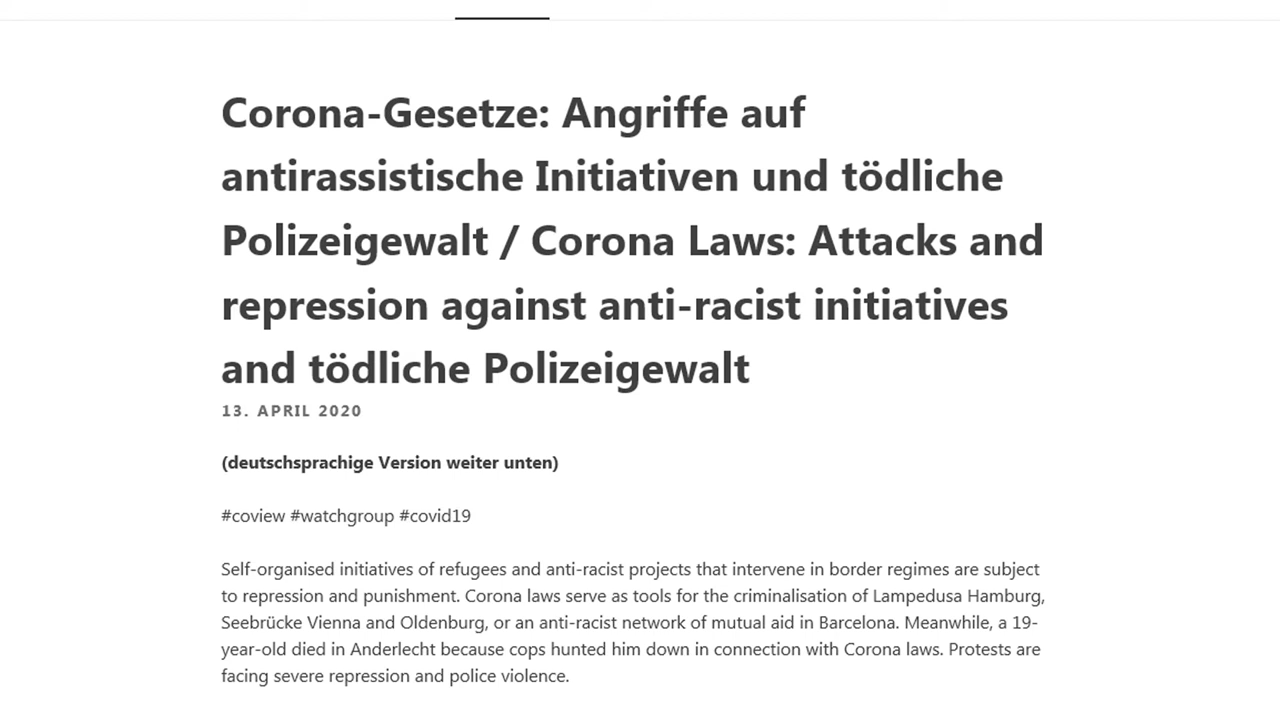 Corona-Gesetze: Angriffe auf
antirassistische Initiativen und tödliche
Polizeigewalt / Corona Laws: Attacks and
repression against anti-racist initiatives
and tödliche Polizeigewalt
13. APRIL 2020
(deutschsprachige Version weiter unten)
#coview #watchgroup #covid19
Self-organised initiatives of refugees and anti-racist projects that intervene in border regimes are subject
to repression and punishment. Corona laws serve as tools for the criminalisation of Lampedusa Hamburg,
Seebrücke Vienna and Oldenburg, or an anti-racist network of mutual aid in Barcelona. Meanwhile, a 19-
year-old died in Anderlecht because cops hunted him down in connection with Corona laws. Protests are
facing severe repression and police violence.